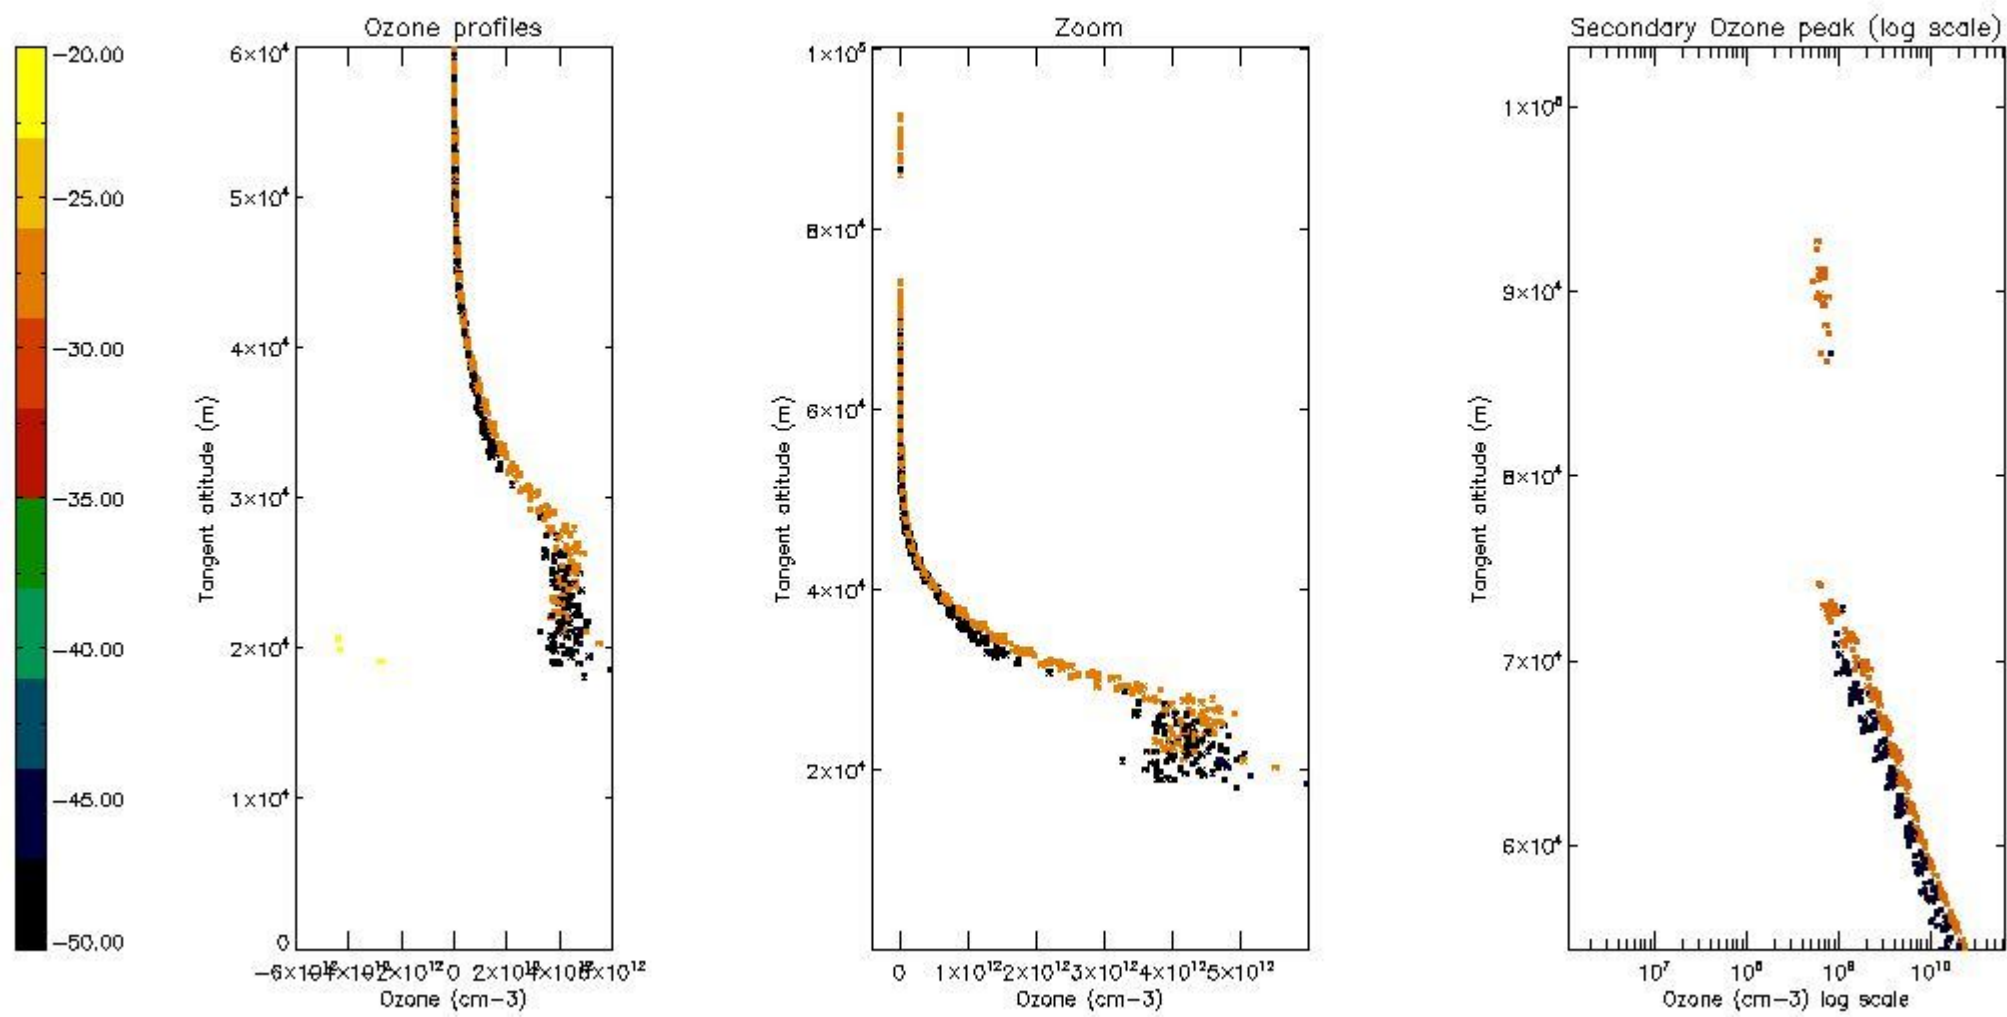 Ozone profiles
Zoom
Secondary Ozone peak (log scale)
−20.00
−25.00
−30.00
−35.00
−40.00
−45.00
−50.00
6×10⁴
5×10⁴
4×10⁴
3×10⁴
2×10⁴
1×10⁴
0
Tangent altitude (m)
0
Ozone (cm−3)
1×10⁵
8×10⁴
6×10⁴
4×10⁴
2×10⁴
Tangent altitude (m)
0 1×10¹² 2×10¹² 3×10¹² 4×10¹² 5×10¹²
Ozone (cm−3)
9×10⁴
8×10⁴
7×10⁴
6×10⁴
Tangent altitude (m)
10⁷ 10⁸ 10⁹ 10¹⁰
Ozone (cm−3) log scale